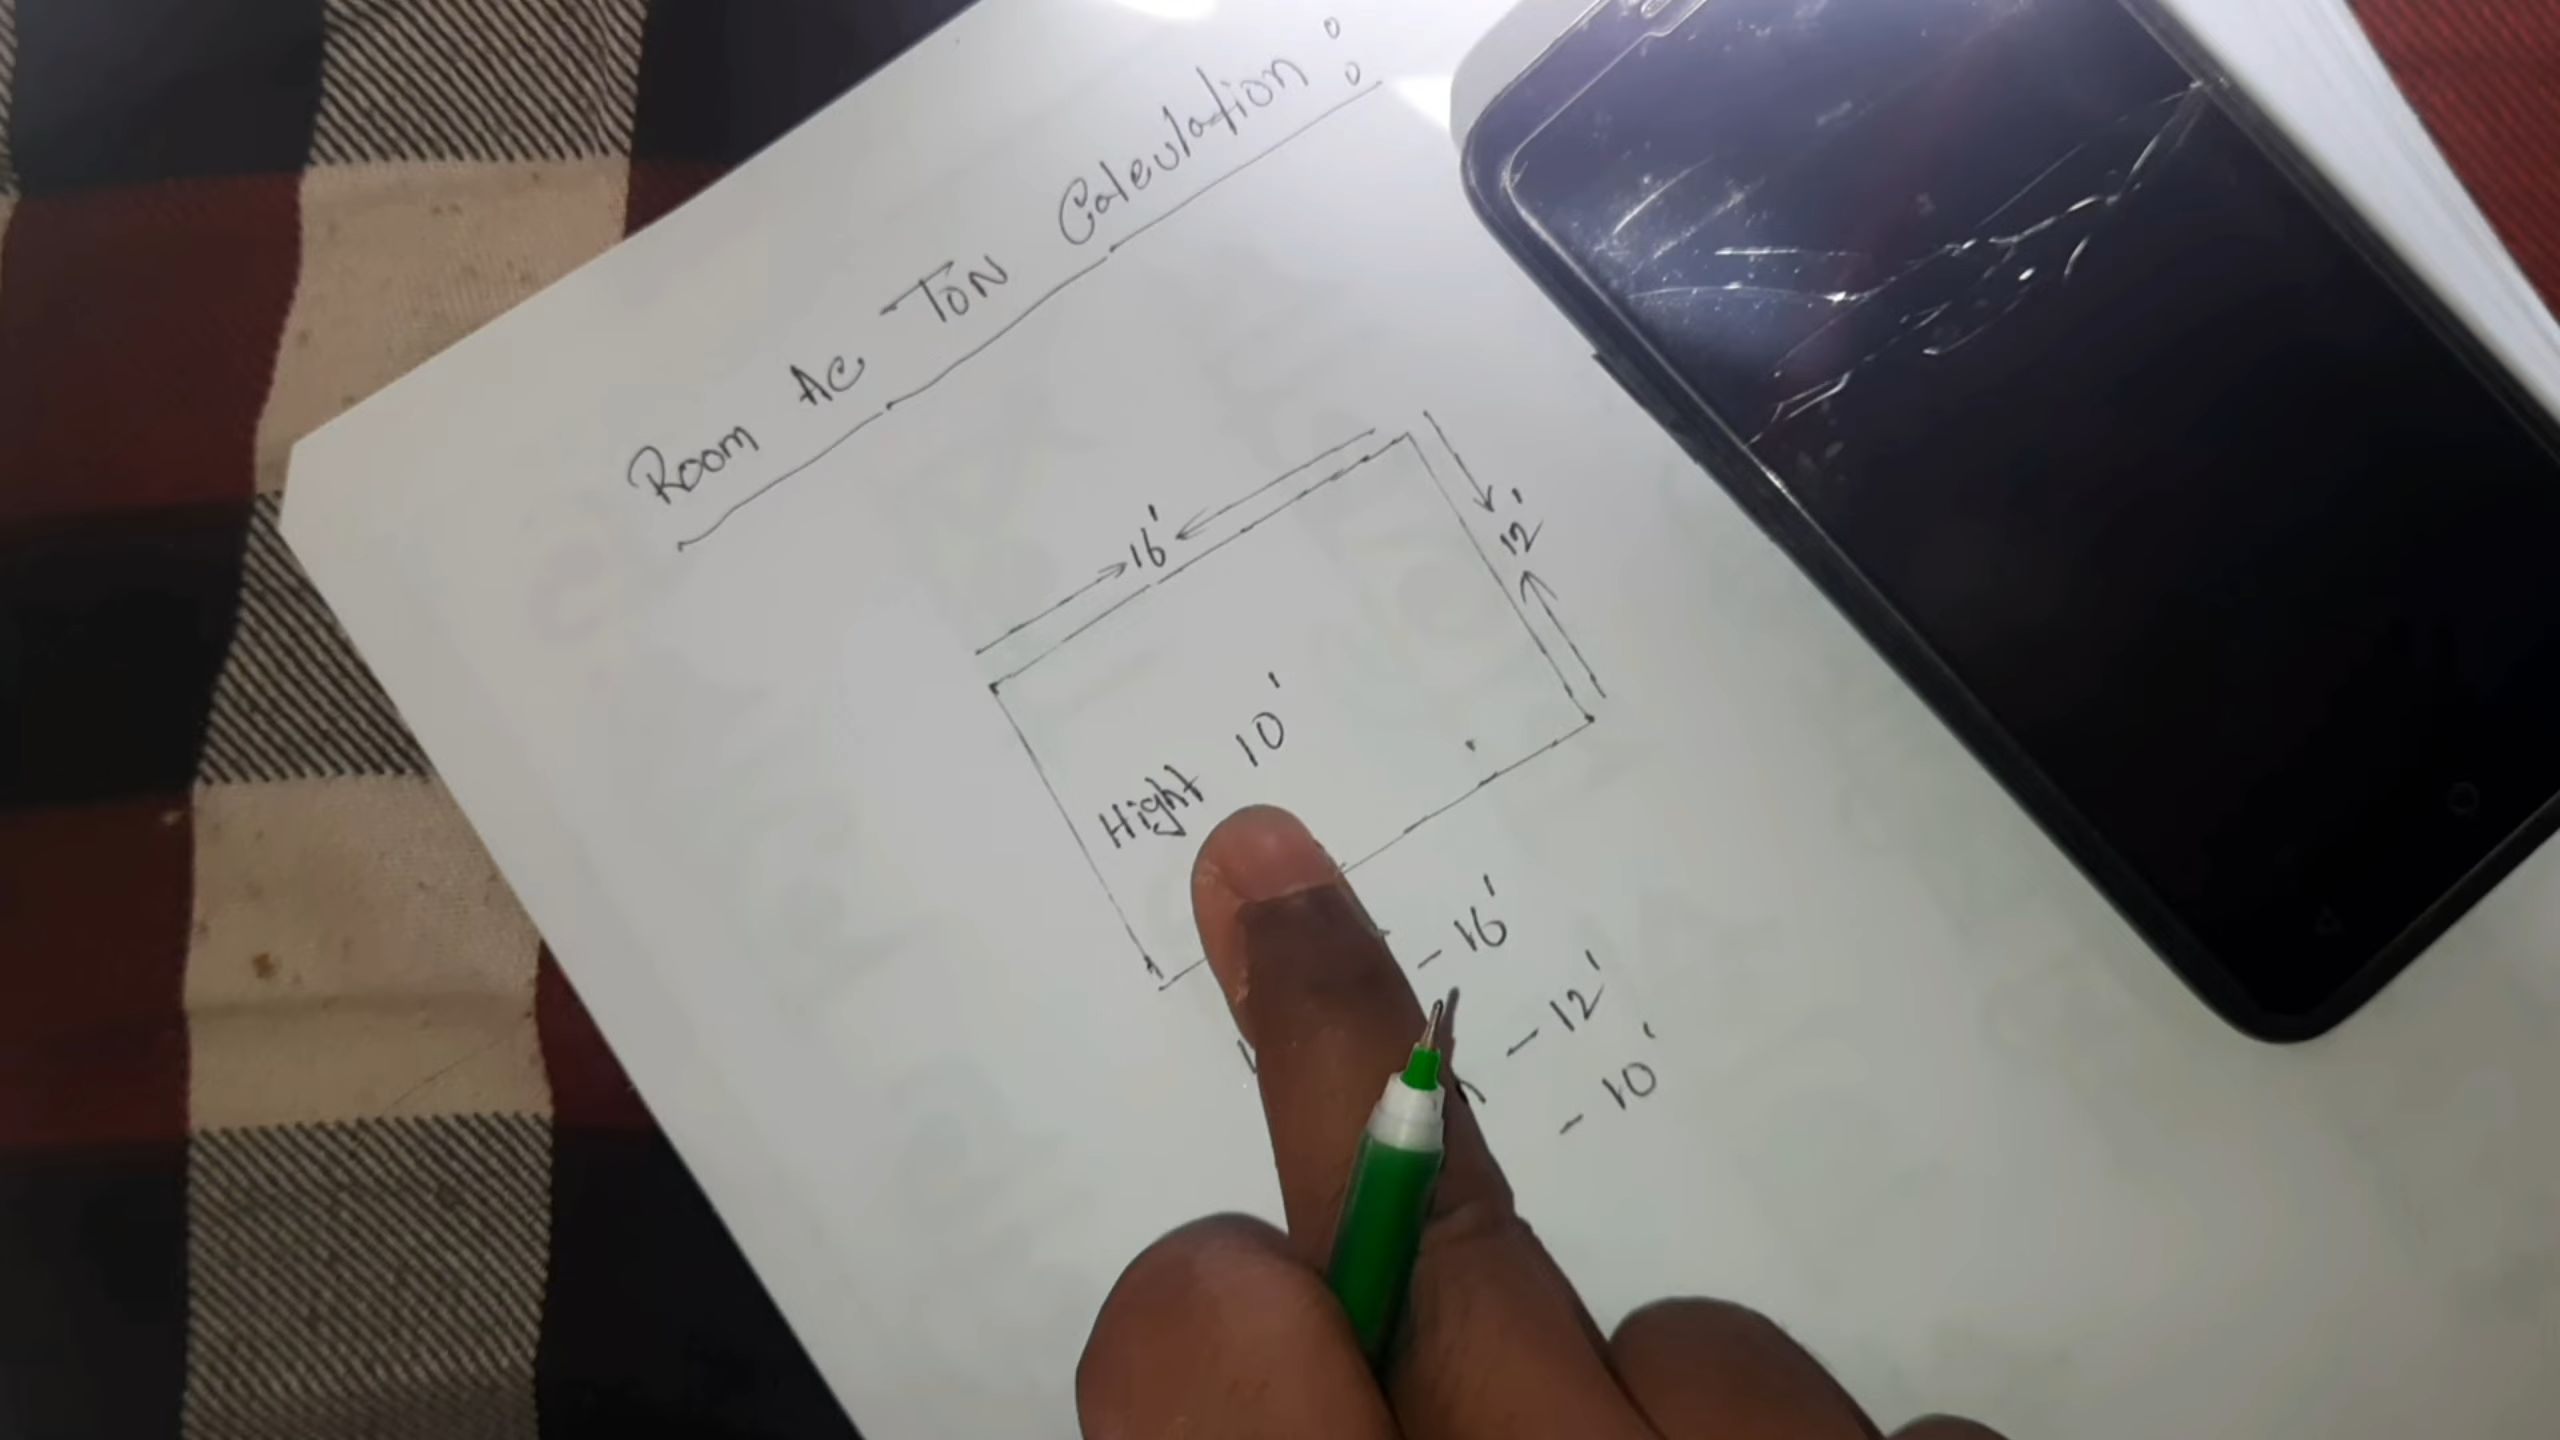 Room AC TON Calculation :
16'
12'
Hight 10'
- 16'
- 12'
- 10'